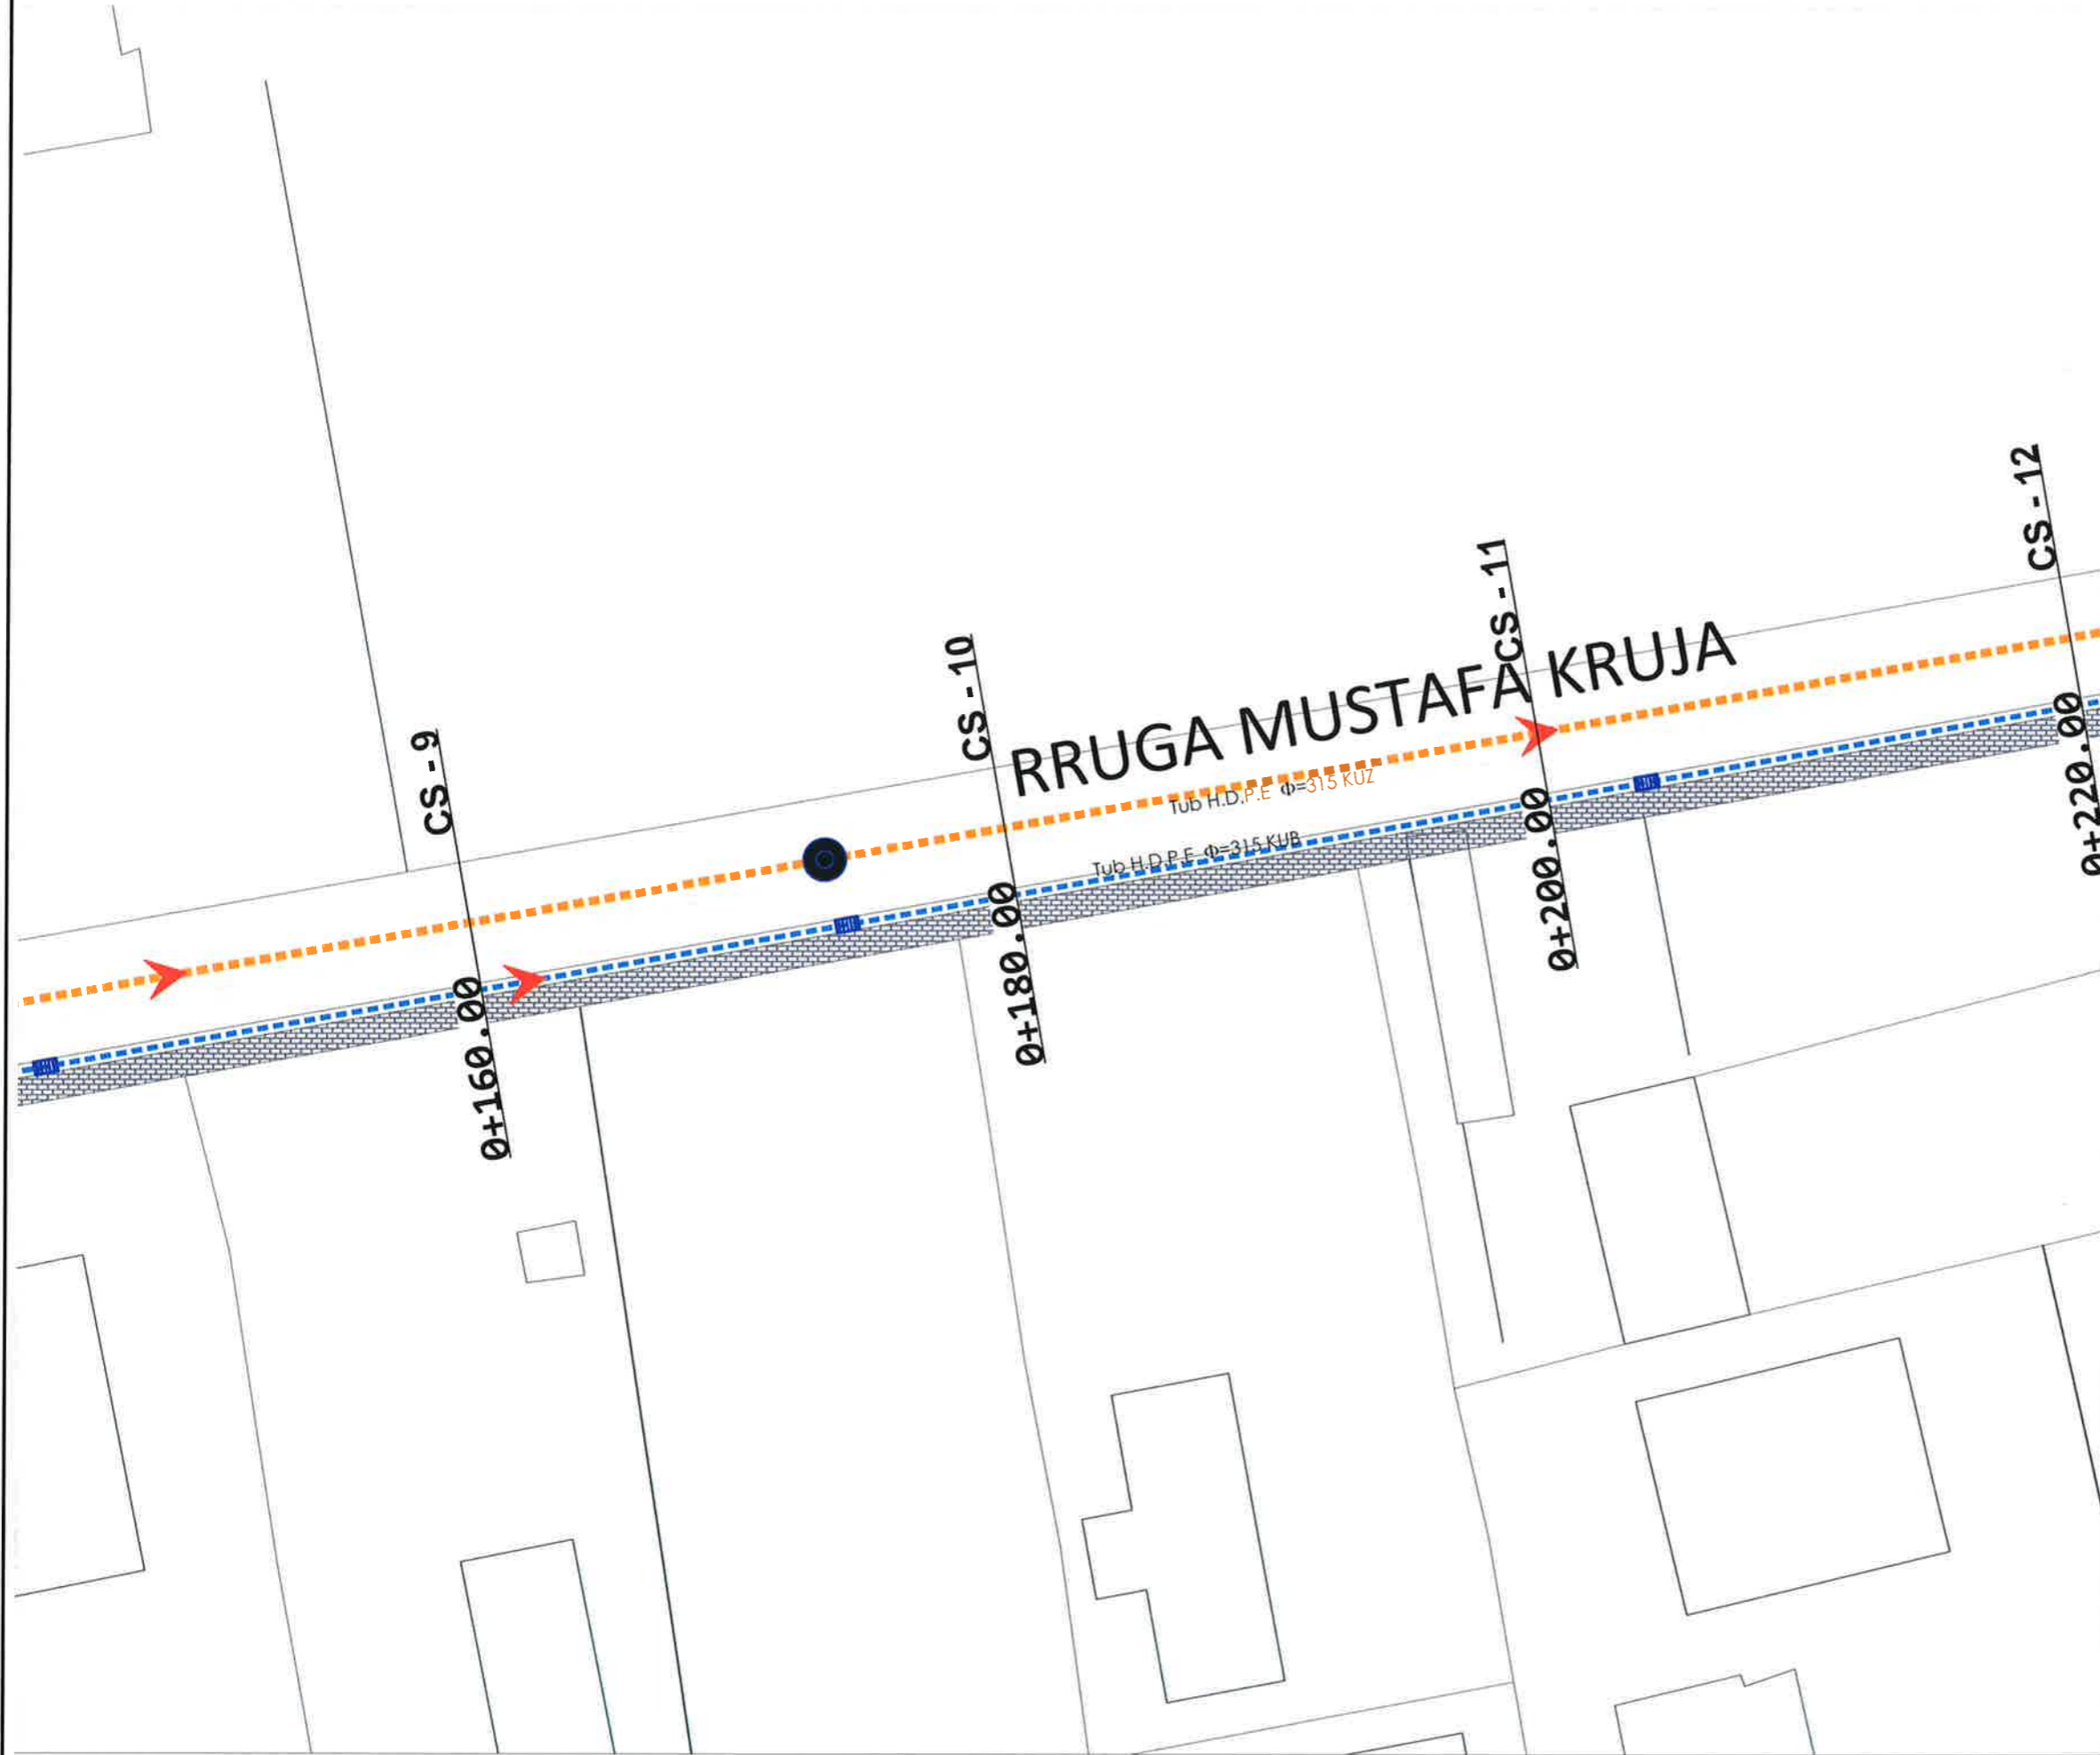 CS-9
CS-10
CS-11
CS-12
RRUGA MUSTAFA KRUJA
Tub H.D.P.E Φ=315 KUZ
Tub H.D.P.E Φ=315 KUB
0+160.00
0+180.00
0+200.00
0+220.00